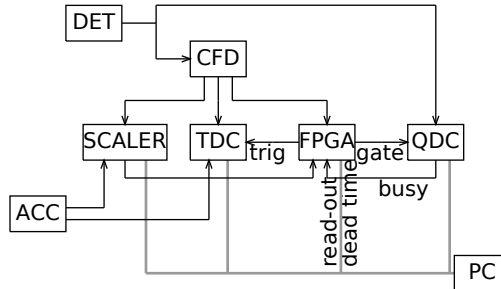 DET
CFD
SCALER
TDC
FPGA
QDC
trig
gate
busy
read-out
dead time
ACC
PC